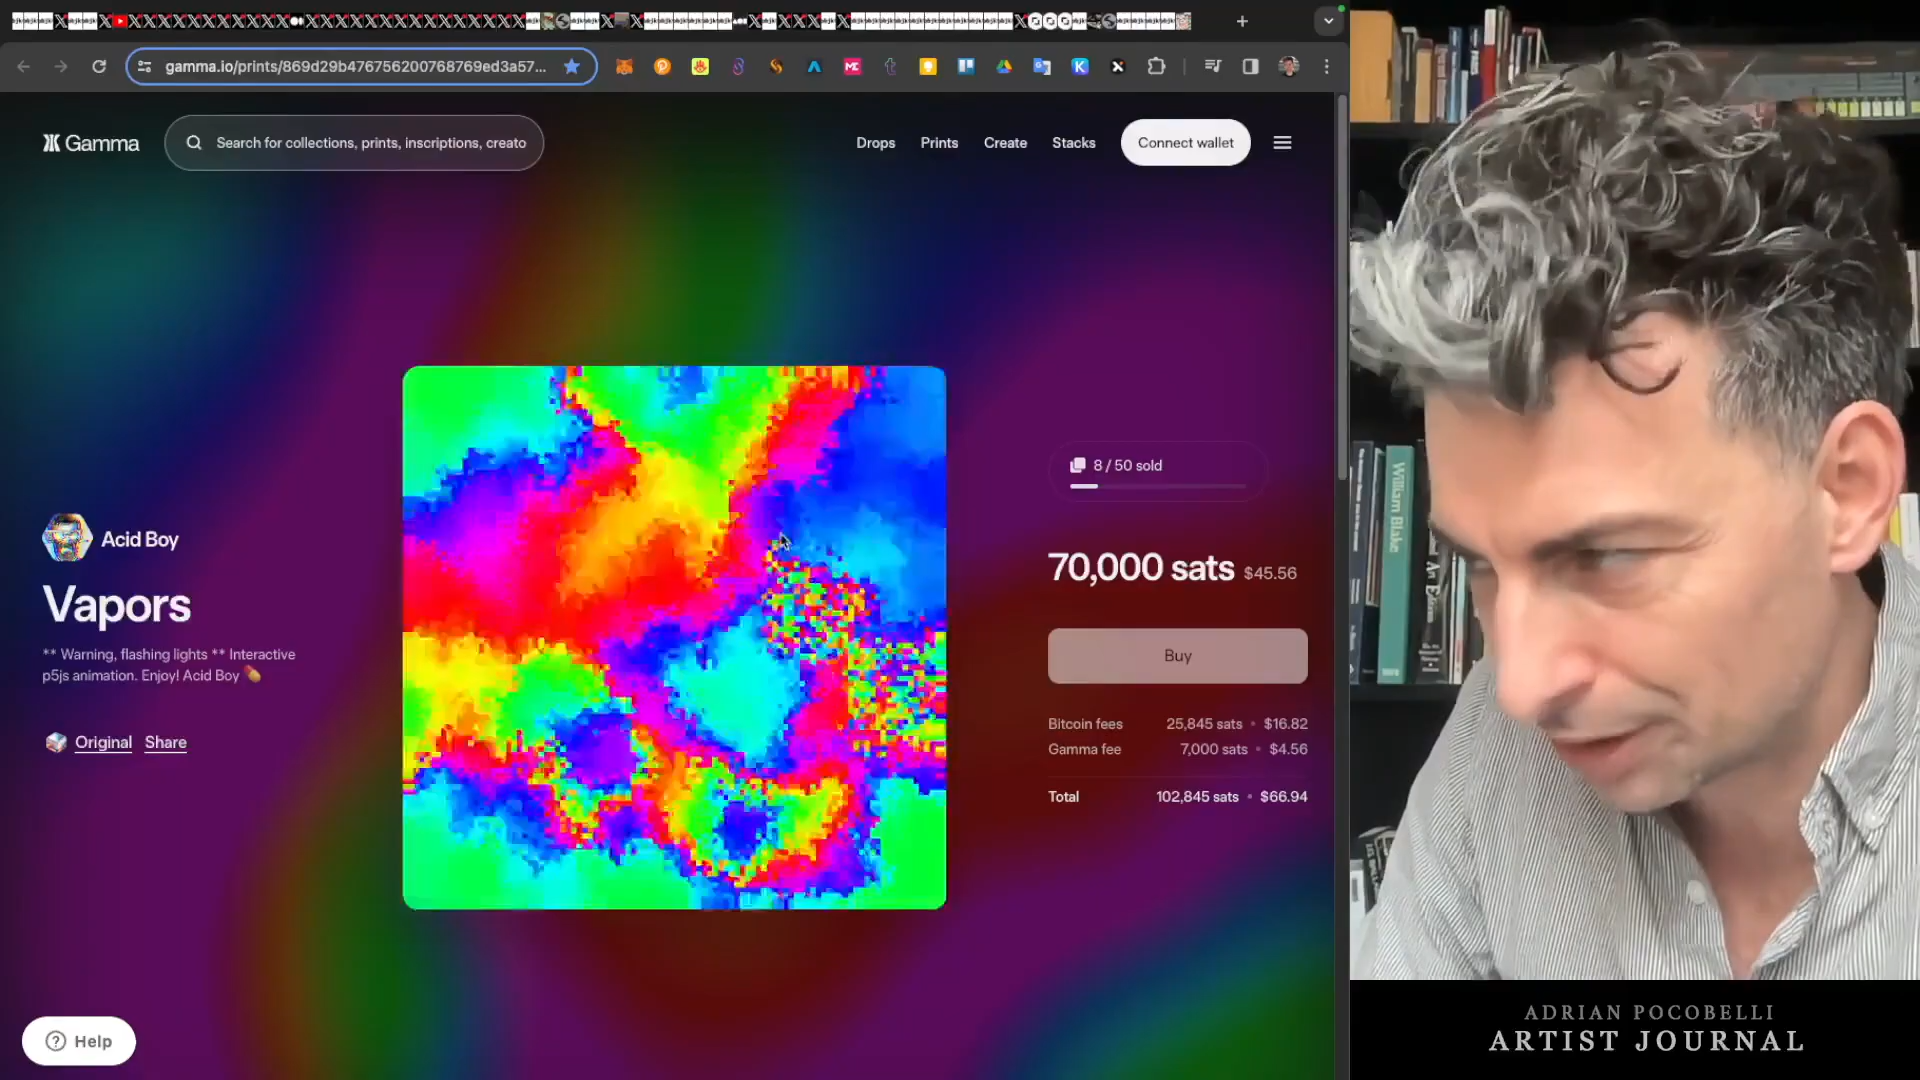 gamma.io/prints/869d29b476756200768769ed3a57...
Gamma
Search for collections, prints, inscriptions, creato
Drops
Prints
Create
Stacks
Connect wallet
8 / 50 sold
70,000 sats $45.56
Acid Boy
Vapors
** Warning, flashing lights ** Interactive
p5js animation. Enjoy! Acid Boy
Original Share
Buy
Bitcoin fees 25,845 sats • $16.82
Gamma fee 7,000 sats • $4.56
Total 102,845 sats • $66.94
Help
William Blake
ADRIAN POCOBELLI
ARTIST JOURNAL